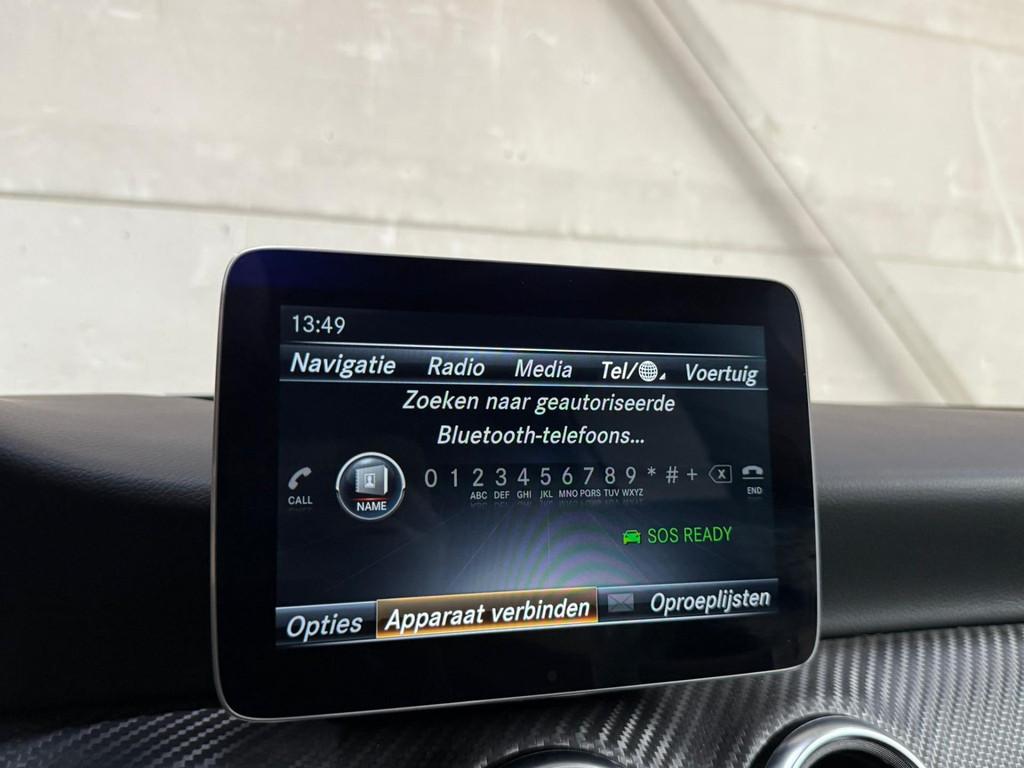 13:49
Navigatie Radio Media Tel/ Voertuig
Zoeken naar geautoriseerde
Bluetooth-telefoons...
CALL NAME 0 1 2 3 4 5 6 7 8 9 * # + X END
ABC DEF GHI JKL MNO PQRS TUV WXYZ
SOS READY
Opties Apparaat verbinden Oproeplijsten